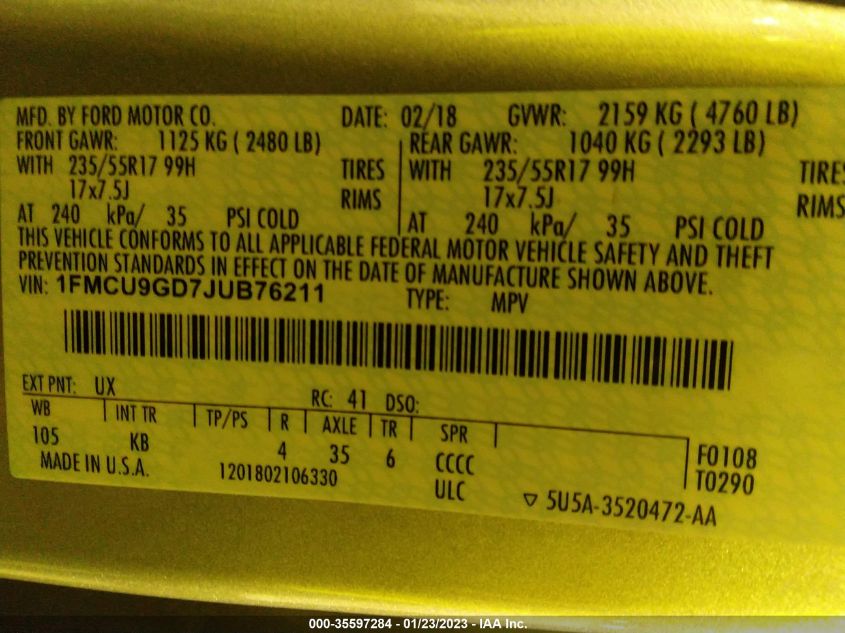 MFD. BY FORD MOTOR CO. DATE: 02/18 GVWR: 2159 KG ( 4760 LB)
FRONT GAWR: 1125 KG ( 2480 LB) REAR GAWR: 1040 KG ( 2293 LB)
WITH 235/55R17 99H TIRES WITH 235/55R17 99H TIRES
17x7.5J RIMS 17x7.5J RIMS
AT 240 kPa/ 35 PSI COLD AT 240 kPa/ 35 PSI COLD
THIS VEHICLE CONFORMS TO ALL APPLICABLE FEDERAL MOTOR VEHICLE SAFETY AND THEFT
PREVENTION STANDARDS IN EFFECT ON THE DATE OF MANUFACTURE SHOWN ABOVE.
VIN: 1FMCU9GD7JUB76211 TYPE: MPV
EXT PNT: UX RC: 41 DSO:
WB INT TR TP/PS R AXLE TR SPR
105 KB 4 35 6 CCCC F0108
MADE IN U.S.A. 1201802106330 ULC T0290
5U5A-3520472-AA
000-35597284 - 01/23/2023 - IAA Inc.